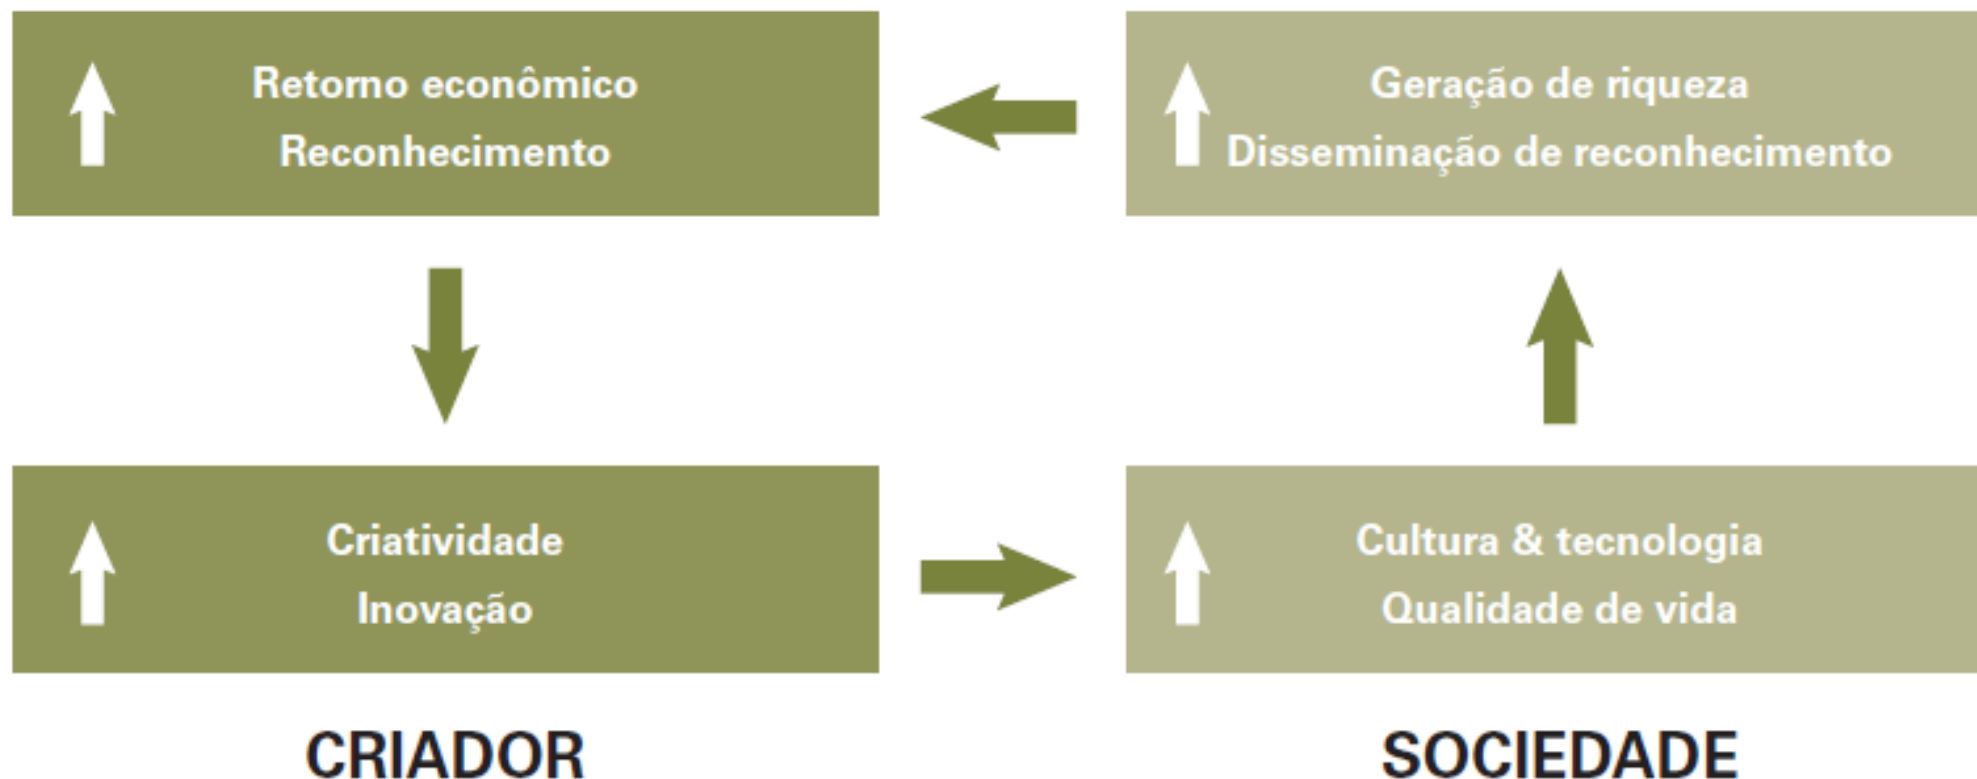 Retorno econômico
Reconhecimento
Geração de riqueza
Disseminação de reconhecimento
Criatividade
Inovação
Cultura & tecnologia
Qualidade de vida
CRIADOR
SOCIEDADE